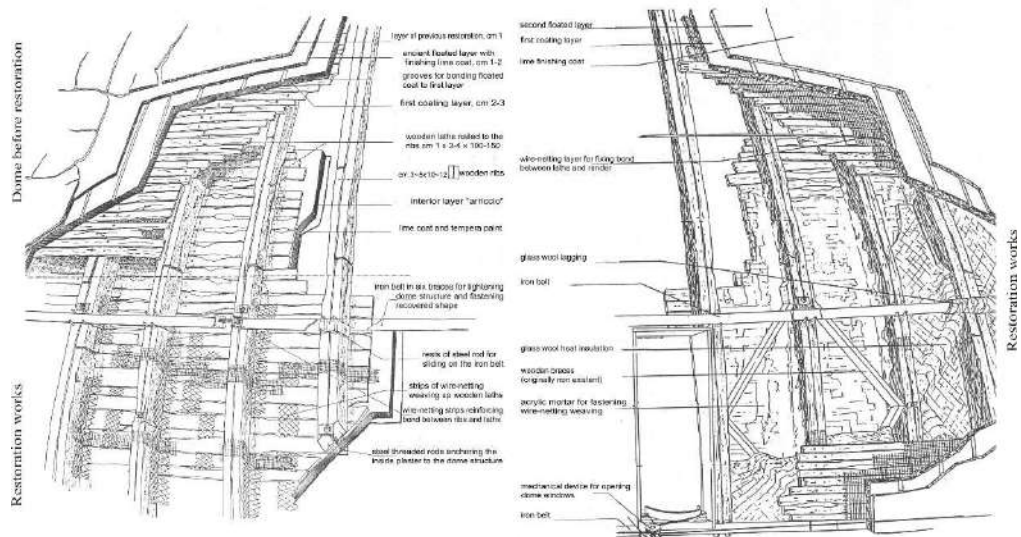 Dome before restoration
Restoration works
layer of previous restoration, cm 1
ancient floated layer with
finishing lime coat, cm 1-2
grooves for bonding floated
coat to first layer
first coating layer, cm 2-3
wooden laths nailed to the
ribs cm 1 x 3-4 x 100-150
wooden ribs
interior layer "arriccio"
lime coat and tempera paint
iron belt in six braces for tightening
dome structure and fastening
recovered shape
rests of steel rod for
sliding on the iron belt
strips of wire-netting
weaving up wooden laths
wire-netting strips reinforcing
bond between ribs and laths
steel threaded rods anchoring the
inside plaster to the dome structure
second floated layer
first coating layer
lime finishing coat
wire-netting layer for fixing bond
between laths and render
glass wool lagging
iron bolt
glass wool heat insulation
wooden braces
(originally non existent)
acrylic mortar for fastening
wire-netting weaving
mechanical device for opening
dome windows
iron belt
Restoration works